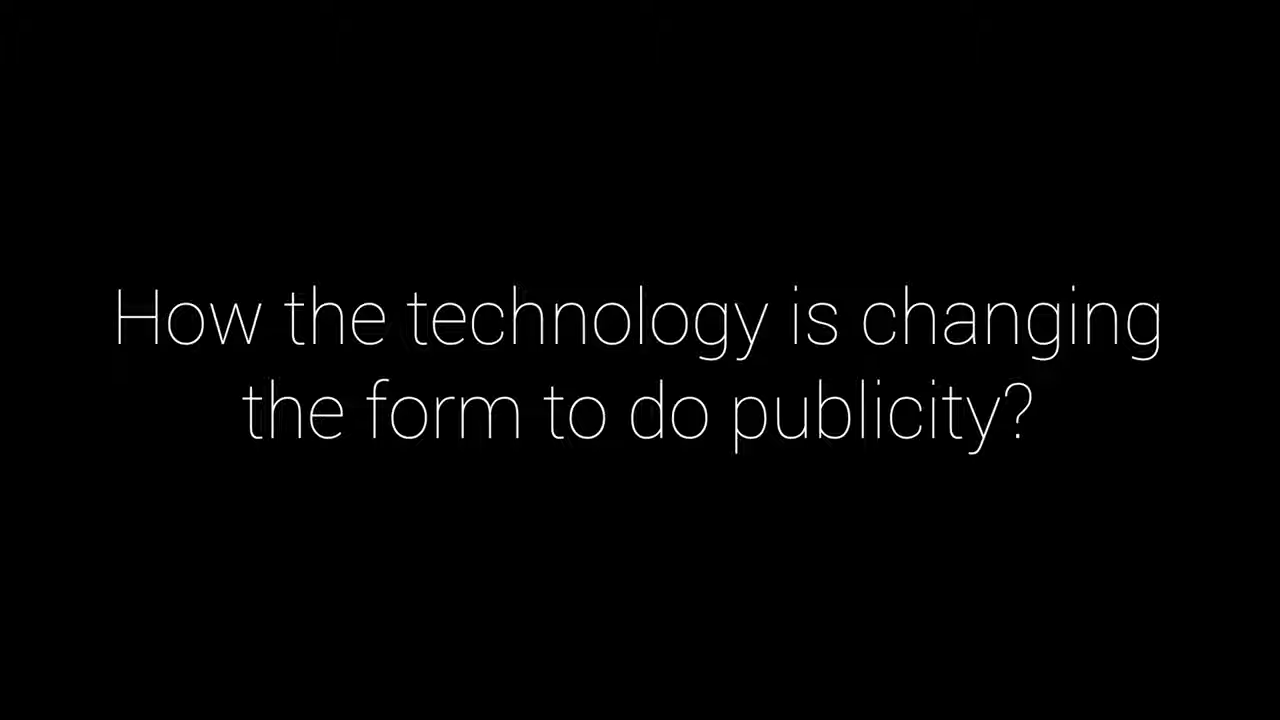 How the technology is changing
the form to do publicity?